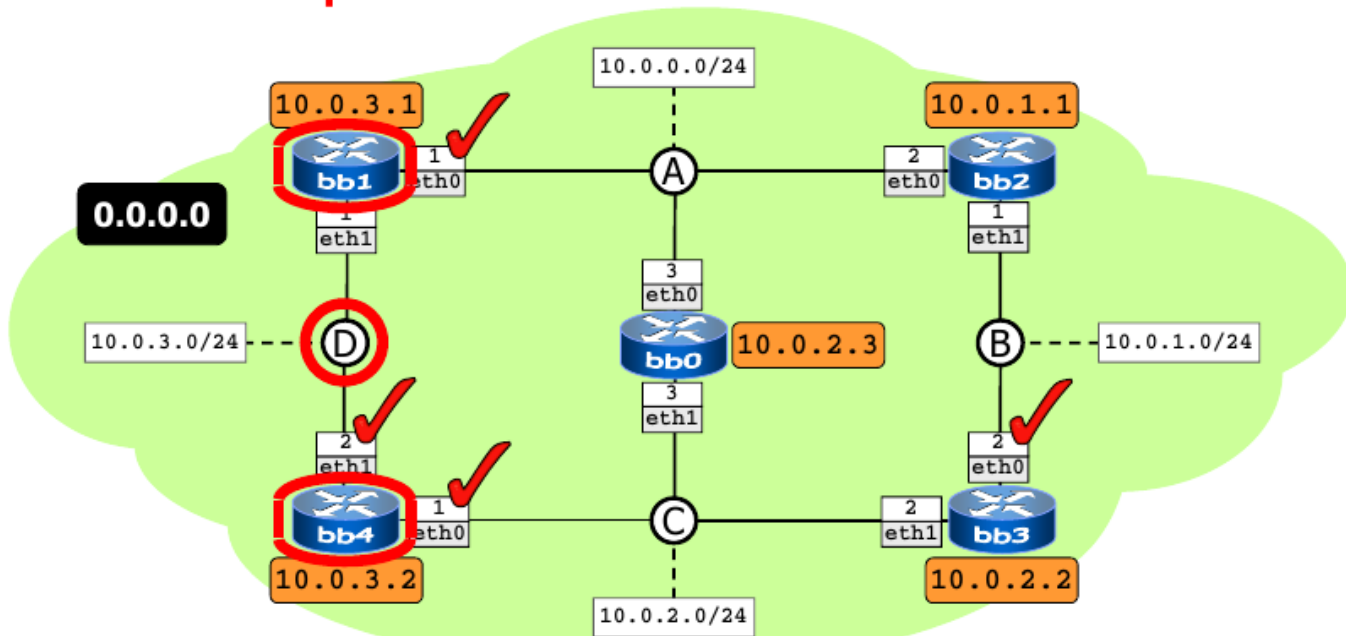 10.0.0.0/24
10.0.3.1
10.0.1.1
1
eth0
bb1
A
2
eth0
bb2
0.0.0.0
1
eth1
1
eth1
3
eth0
10.0.3.0/24
D
bb0
10.0.2.3
B
10.0.1.0/24
3
eth1
2
eth1
2
eth0
bb4
1
eth0
C
2
eth1
bb3
10.0.3.2
10.0.2.2
10.0.2.0/24